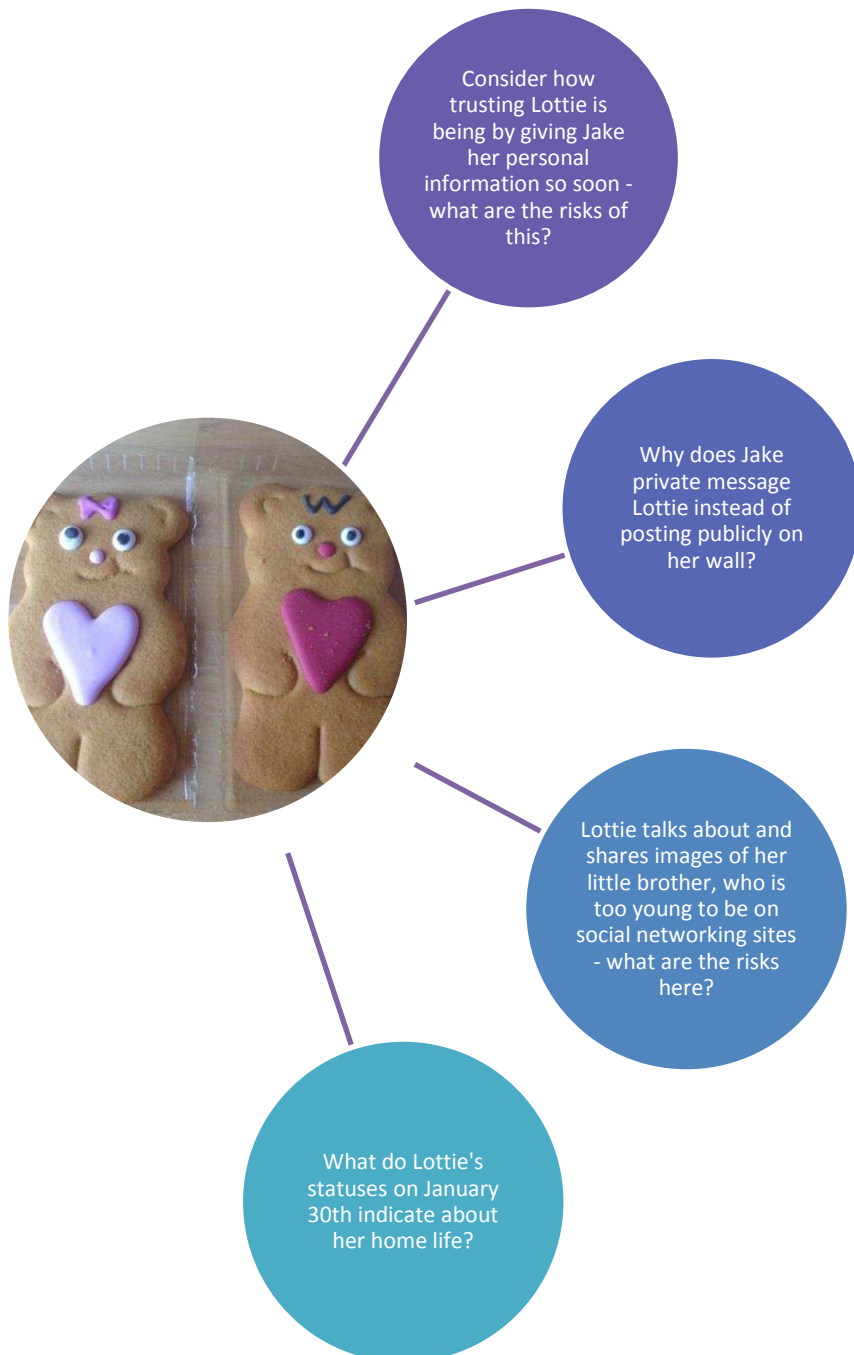 Consider how
trusting Lottie is
being by giving Jake
her personal
information so soon -
what are the risks of
this?
Why does Jake
private message
Lottie instead of
posting publicly on
her wall?
Lottie talks about and
shares images of her
little brother, who is
too young to be on
social networking sites
- what are the risks
here?
What do Lottie's
statuses on January
30th indicate about
her home life?